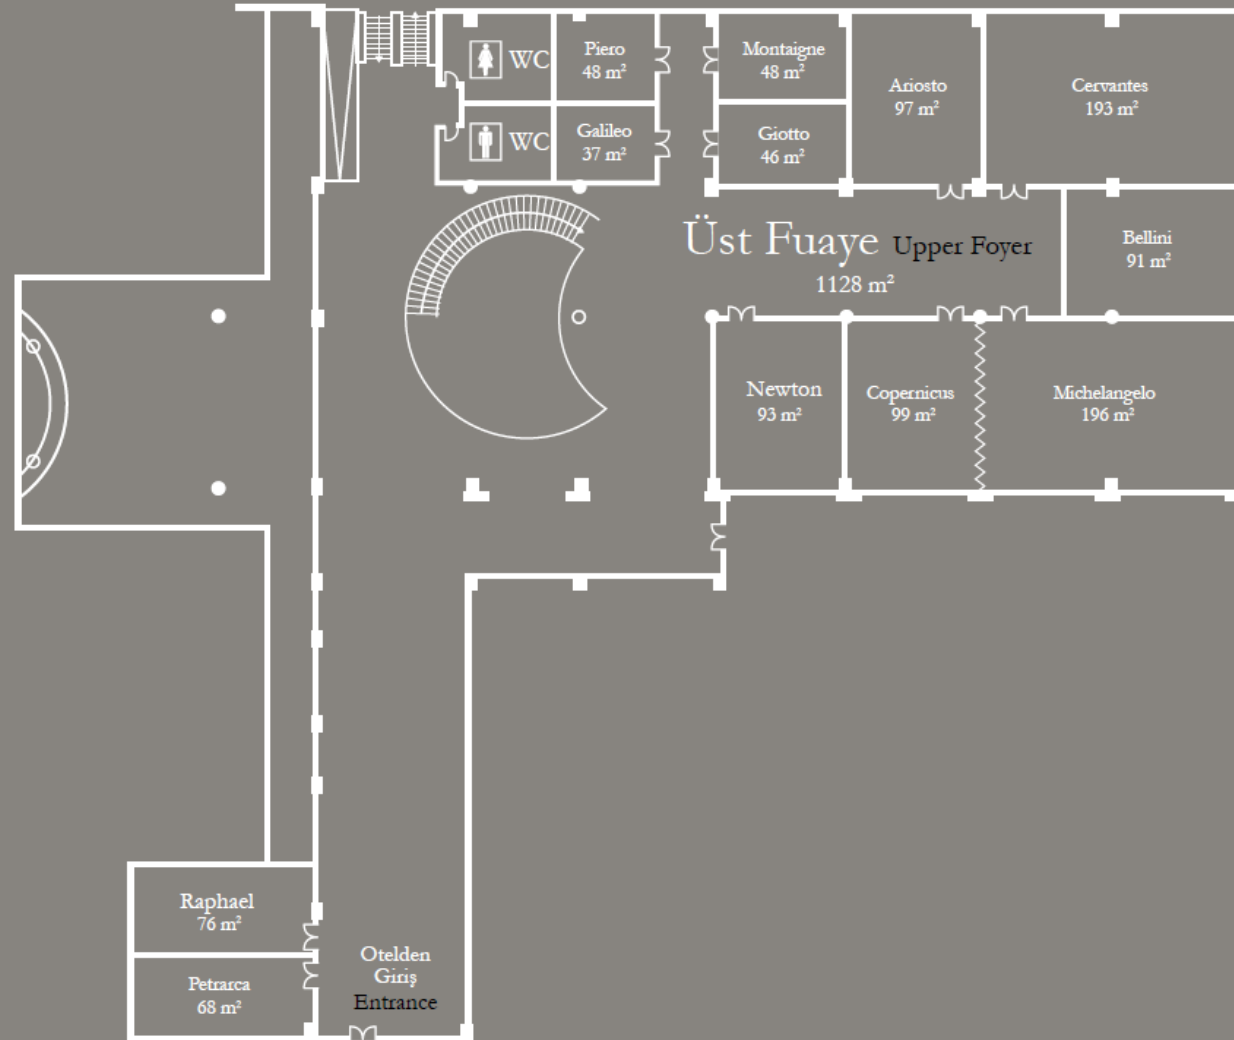 WC
Piero
48 m²
Montaigne
48 m²
Ariosto
97 m²
Cervantes
193 m²
WC
Galileo
37 m²
Giotto
46 m²
Üst Fuaye Upper Foyer
1128 m²
Bellini
91 m²
Newton
93 m²
Copernicus
99 m²
Michelangelo
196 m²
Raphael
76 m²
Petrarca
68 m²
Otelden
Giriş
Entrance